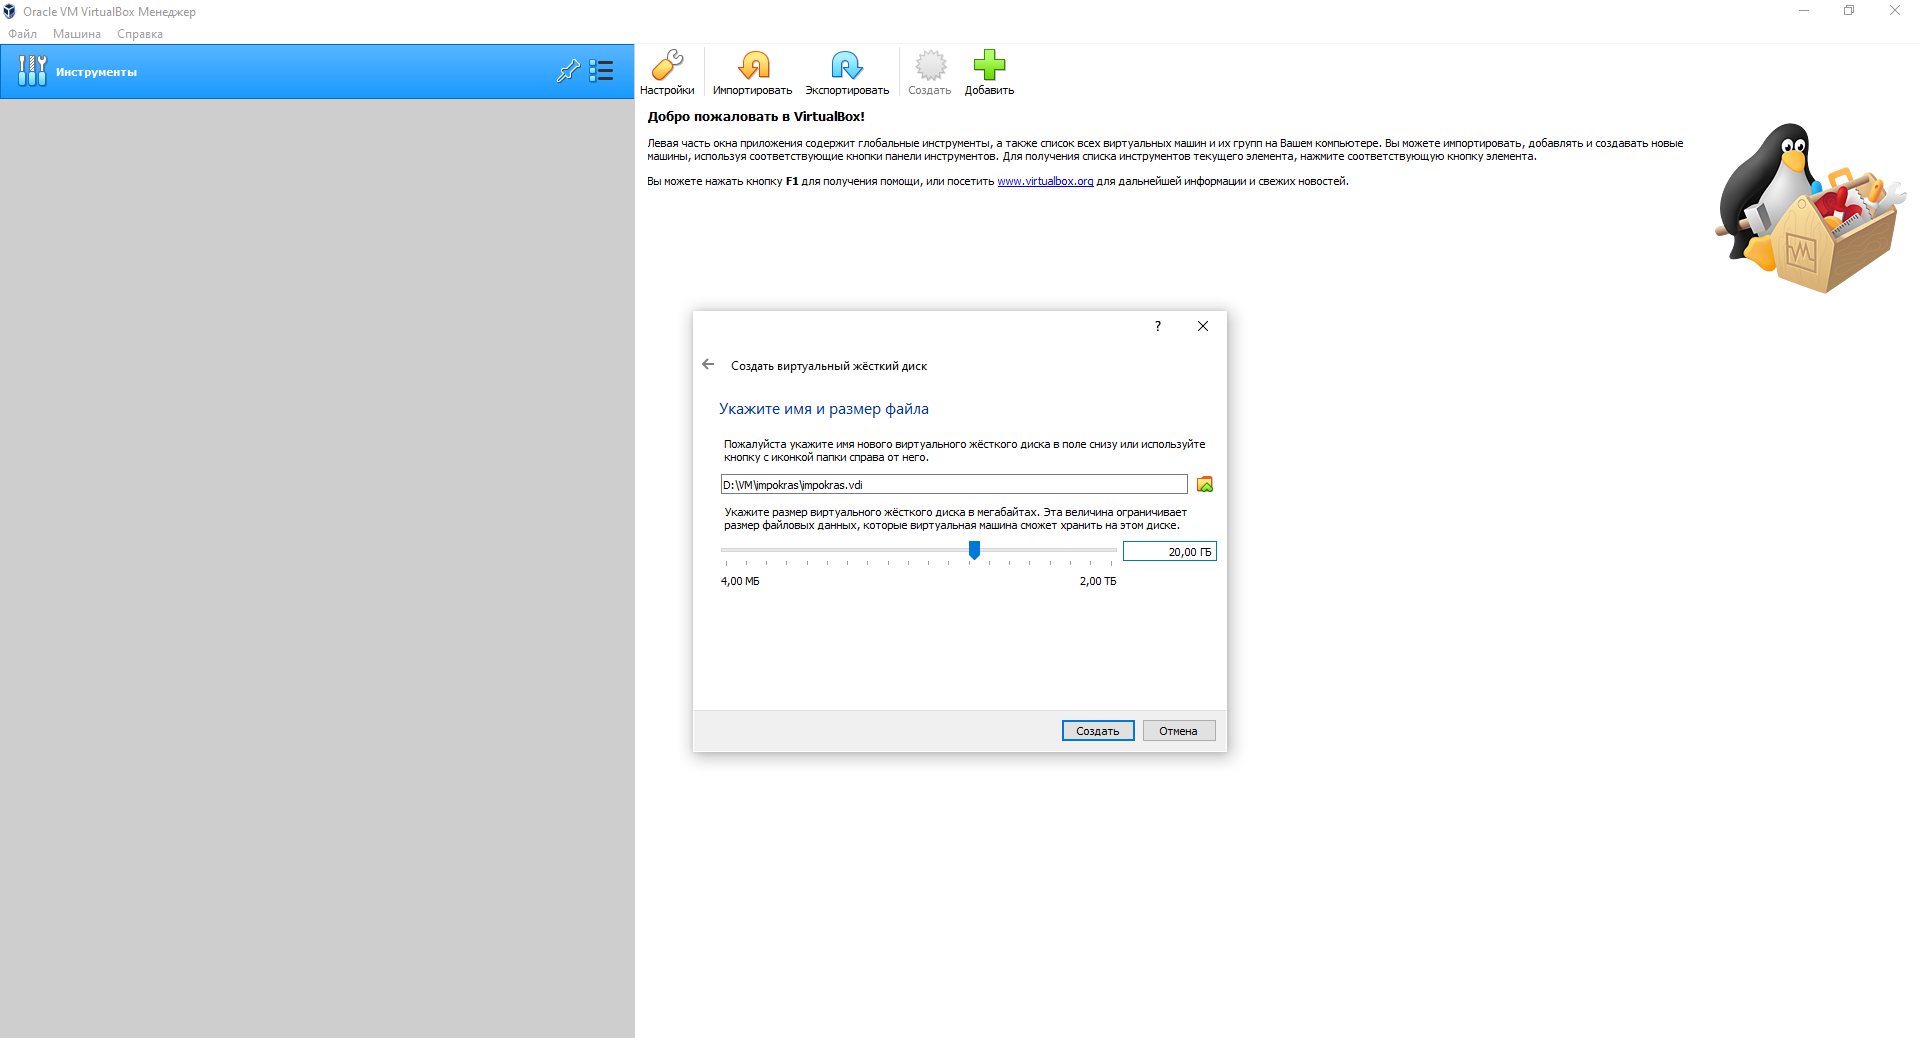 Oracle VM VirtualBox Менеджер
Файл Машина Справка
Инструменты
Настройки Импортировать Экспортировать Создать Добавить
Добро пожаловать в VirtualBox!
Левая часть окна приложения содержит глобальные инструменты, а также список всех виртуальных машин и их групп на Вашем компьютере. Вы можете импортировать, добавлять и создавать новые
машины, используя соответствующие кнопки панели инструментов. Для получения списка инструментов текущего элемента, нажмите соответствующую кнопку элемента.
Вы можете нажать кнопку F1 для получения помощи, или посетить www.virtualbox.org для дальнейшей информации и свежих новостей.
?
Создать виртуальный жёсткий диск
Укажите имя и размер файла
Пожалуйста укажите имя нового виртуального жёсткого диска в поле снизу или используйте
кнопку с иконкой папки справа от него.
D:\VM\impokras\impokras.vdi
Укажите размер виртуального жёсткого диска в мегабайтах. Эта величина ограничивает
размер файловых данных, которые виртуальная машина сможет хранить на этом диске.
20,00 ГБ
4,00 МБ 2,00 ТБ
Создать Отмена